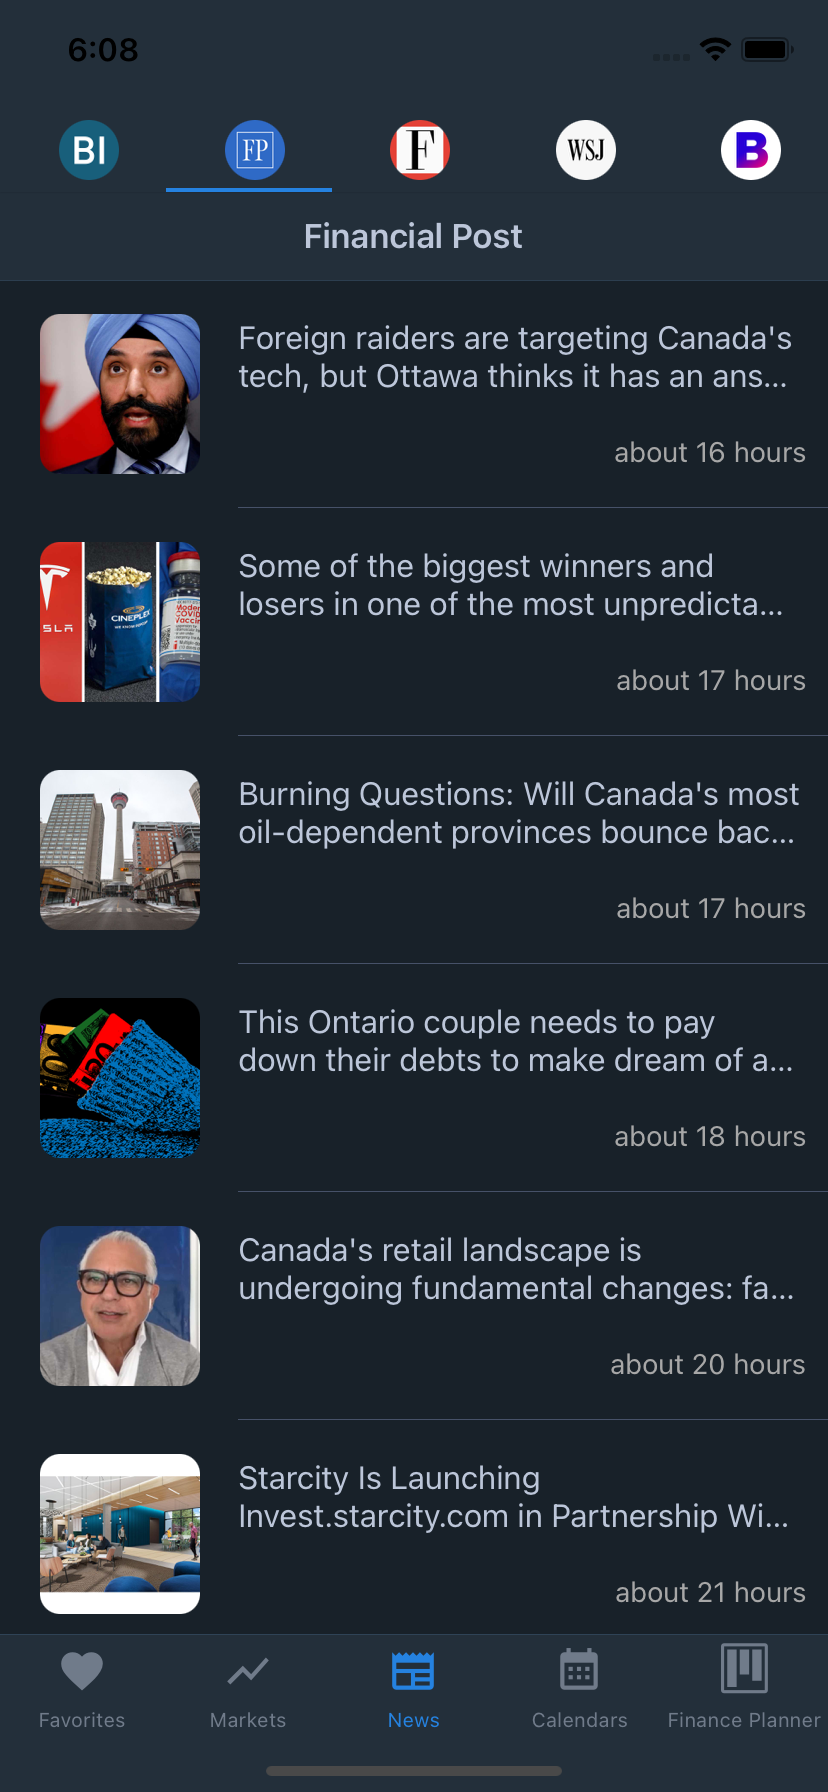 6:08
BI
FP
F
WSJ
B
Financial Post
Foreign raiders are targeting Canada's
tech, but Ottawa thinks it has an ans...
about 16 hours
SLA
CINEPLEX
Moder
COVID
Vacci
Some of the biggest winners and
losers in one of the most unpredicta...
about 17 hours
Burning Questions: Will Canada's most
oil-dependent provinces bounce bac...
about 17 hours
This Ontario couple needs to pay
down their debts to make dream of a...
about 18 hours
Canada's retail landscape is
undergoing fundamental changes: fa...
about 20 hours
Starcity Is Launching
Invest.starcity.com in Partnership Wi...
about 21 hours
Favorites
Markets
News
Calendars
Finance Planner